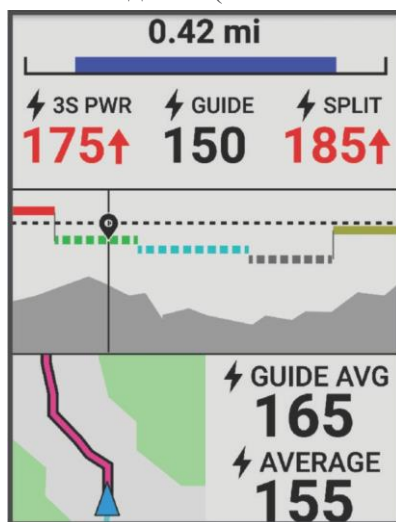 0.42 mi
3S PWR GUIDE SPLIT
175 150 185
GUIDE AVG
165
AVERAGE
155